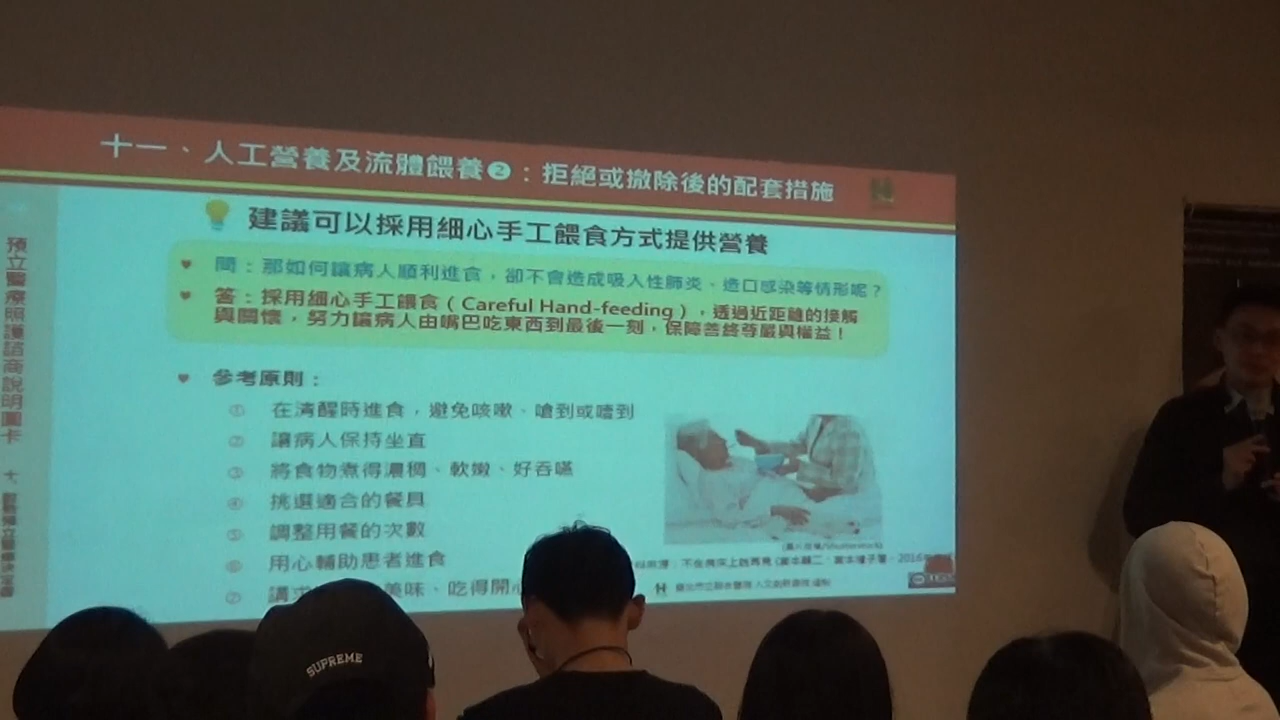 十一、人工營養及流體餵養❷：拒絕或撤除後的配套措施
建議可以採用細心手工餵食方式提供營養
問：那如何讓病人順利進食，卻不會造成吸入性肺炎、造口感染等情形呢？
答：採用細心手工餵食（Careful Hand-feeding），透過近距離的接觸
與關懷，努力讓病人由嘴巴吃東西到最後一刻，保障善終尊嚴與權益！
參考原則：
① 在清醒時進食，避免咳嗽、嗆到或噎到
② 讓病人保持坐直
③ 將食物煮得濃稠、軟嫩、好吞嚥
④ 挑選適合的餐具
⑤ 調整用餐的次數
⑥ 用心輔助患者進食
⑦ 講求 美味、吃得開心
預立醫療照護諮商說明圖卡
SUPREME